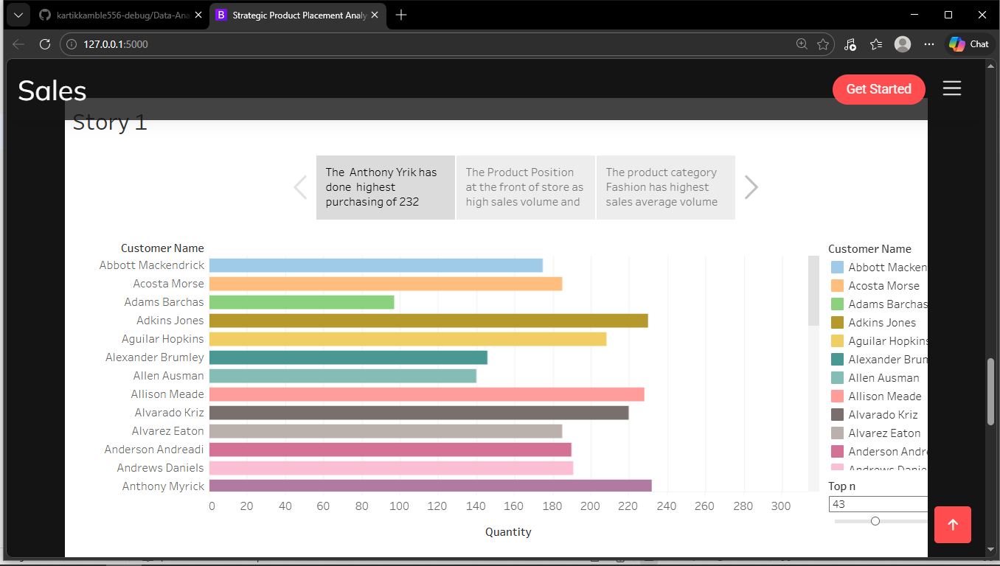 kartikkamble556-debug/Data-Ana
Strategic Product Placement Analy
127.0.0.1:5000
Chat
Sales
Get Started
Story 1
The Anthony Yrik has
done highest
purchasing of 232
The Product Position
at the front of store as
high sales volume and
The product category
Fashion has highest
sales average volume
Customer Name
Abbott Mackendrick
Acosta Morse
Adams Barchas
Adkins Jones
Aguilar Hopkins
Alexander Brumley
Allen Ausman
Allison Meade
Alvarado Kriz
Alvarez Eaton
Anderson Andreadi
Andrews Daniels
Anthony Myrick
0 20 40 60 80 100 120 140 160 180 200 220 240 260 280 300
Quantity
Customer Name
Abbott Macken
Acosta Morse
Adams Barchas
Adkins Jones
Aguilar Hopkins
Alexander Brum
Allen Ausman
Allison Meade
Alvarado Kriz
Alvarez Eaton
Anderson Andre
Andrews Danie
Top n
43